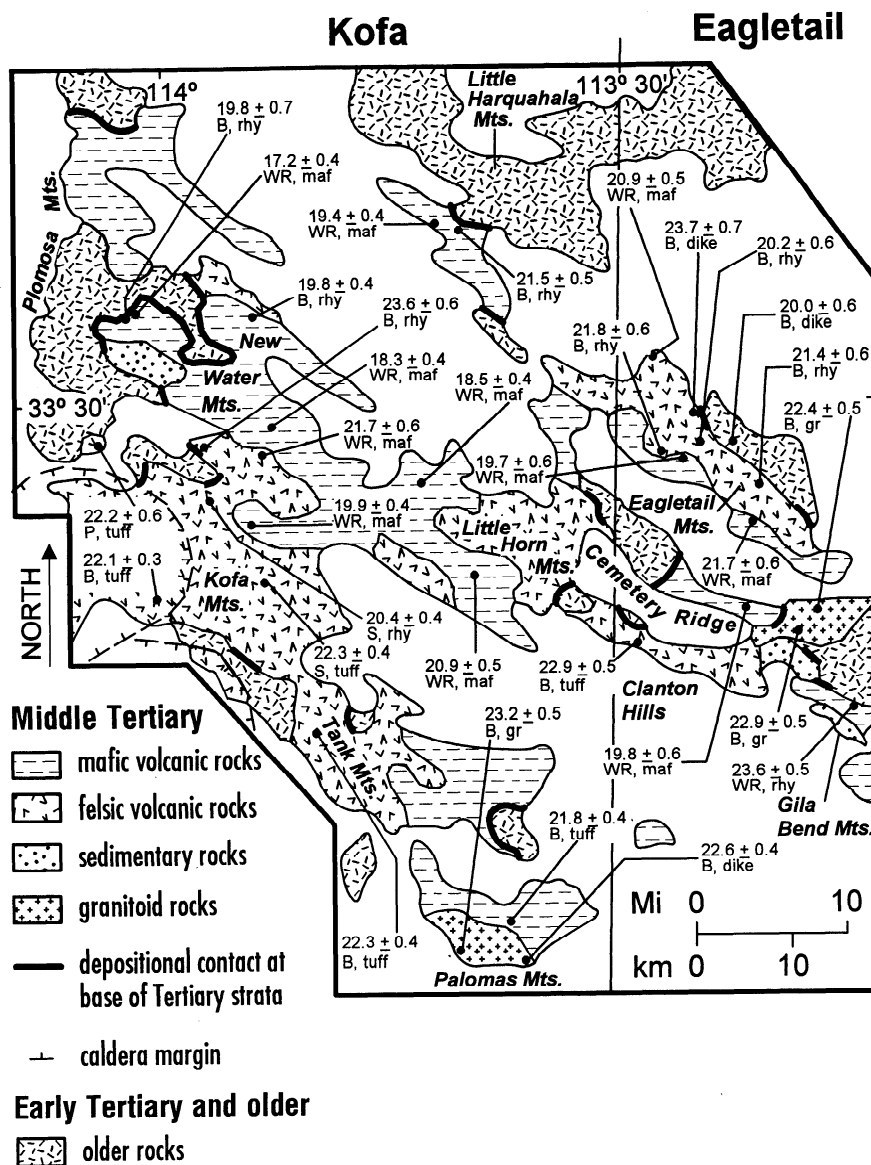 Kofa
Eagletail
114°
113° 30'
Little
Harquahala
Mts.
19.8 ± 0.7
B, rhy
17.2 ± 0.4
WR, maf
Plomosa Mts.
19.4 ± 0.4
WR, maf
20.9 ± 0.5
WR, maf
23.7 ± 0.7
B, dike
20.2 ± 0.6
B, rhy
21.5 ± 0.5
B, rhy
19.8 ± 0.4
B, rhy
23.6 ± 0.6
B, rhy
20.0 ± 0.6
B, dike
21.8 ± 0.6
B, rhy
New
Water
Mts.
18.3 ± 0.4
WR, maf
21.4 ± 0.6
B, rhy
18.5 ± 0.4
WR, maf
33° 30'
22.4 ± 0.5
B, gr
21.7 ± 0.6
WR, maf
19.7 ± 0.6
WR, maf
Eagletail
Mts.
22.2 ± 0.6
P, tuff
19.9 ± 0.4
WR, maf
Little
Horn
Mts.
22.1 ± 0.3
B, tuff
Cemetery Ridge
21.7 ± 0.6
WR, maf
NORTH
Kofa
Mts.
20.4 ± 0.4
S, rhy
22.3 ± 0.4
S, tuff
20.9 ± 0.5
WR, maf
22.9 ± 0.5
B, tuff
Clanton
Hills
23.2 ± 0.5
B, gr
22.9 ± 0.5
B, gr
Tank Mts.
19.8 ± 0.6
WR, maf
23.6 ± 0.5
WR, rhy
Gila
Bend Mts.
21.8 ± 0.4
B, tuff
22.6 ± 0.4
B, dike
22.3 ± 0.4
B, tuff
Palomas Mts.
Mi 0 10
km 0 10
Middle Tertiary
mafic volcanic rocks
felsic volcanic rocks
sedimentary rocks
granitoid rocks
depositional contact at
base of Tertiary strata
caldera margin
Early Tertiary and older
older rocks